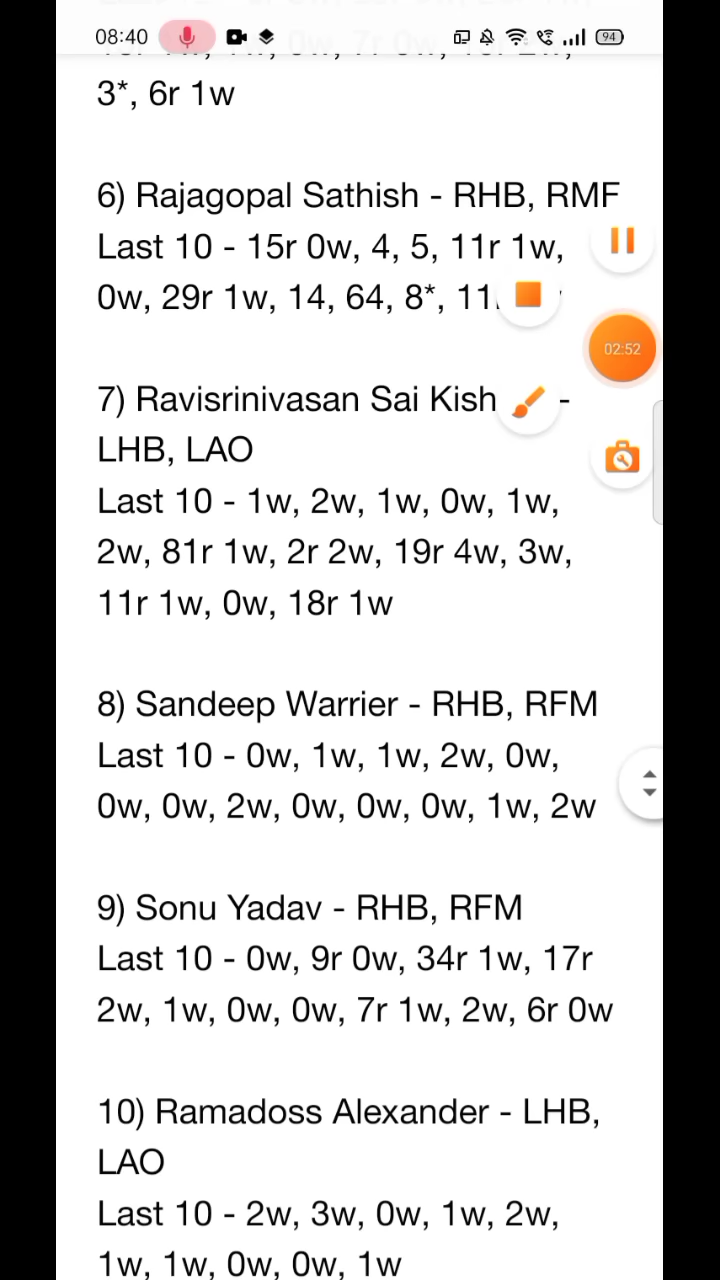 08:40
94
3*, 6r 1w
6) Rajagopal Sathish - RHB, RMF
Last 10 - 15r 0w, 4, 5, 11r 1w,
0w, 29r 1w, 14, 64, 8*, 11
02:52
7) Ravisrinivasan Sai Kish -
LHB, LAO
Last 10 - 1w, 2w, 1w, 0w, 1w,
2w, 81r 1w, 2r 2w, 19r 4w, 3w,
11r 1w, 0w, 18r 1w
8) Sandeep Warrier - RHB, RFM
Last 10 - 0w, 1w, 1w, 2w, 0w,
0w, 0w, 2w, 0w, 0w, 0w, 1w, 2w
9) Sonu Yadav - RHB, RFM
Last 10 - 0w, 9r 0w, 34r 1w, 17r
2w, 1w, 0w, 0w, 7r 1w, 2w, 6r 0w
10) Ramadoss Alexander - LHB,
LAO
Last 10 - 2w, 3w, 0w, 1w, 2w,
1w, 1w, 0w, 0w, 1w